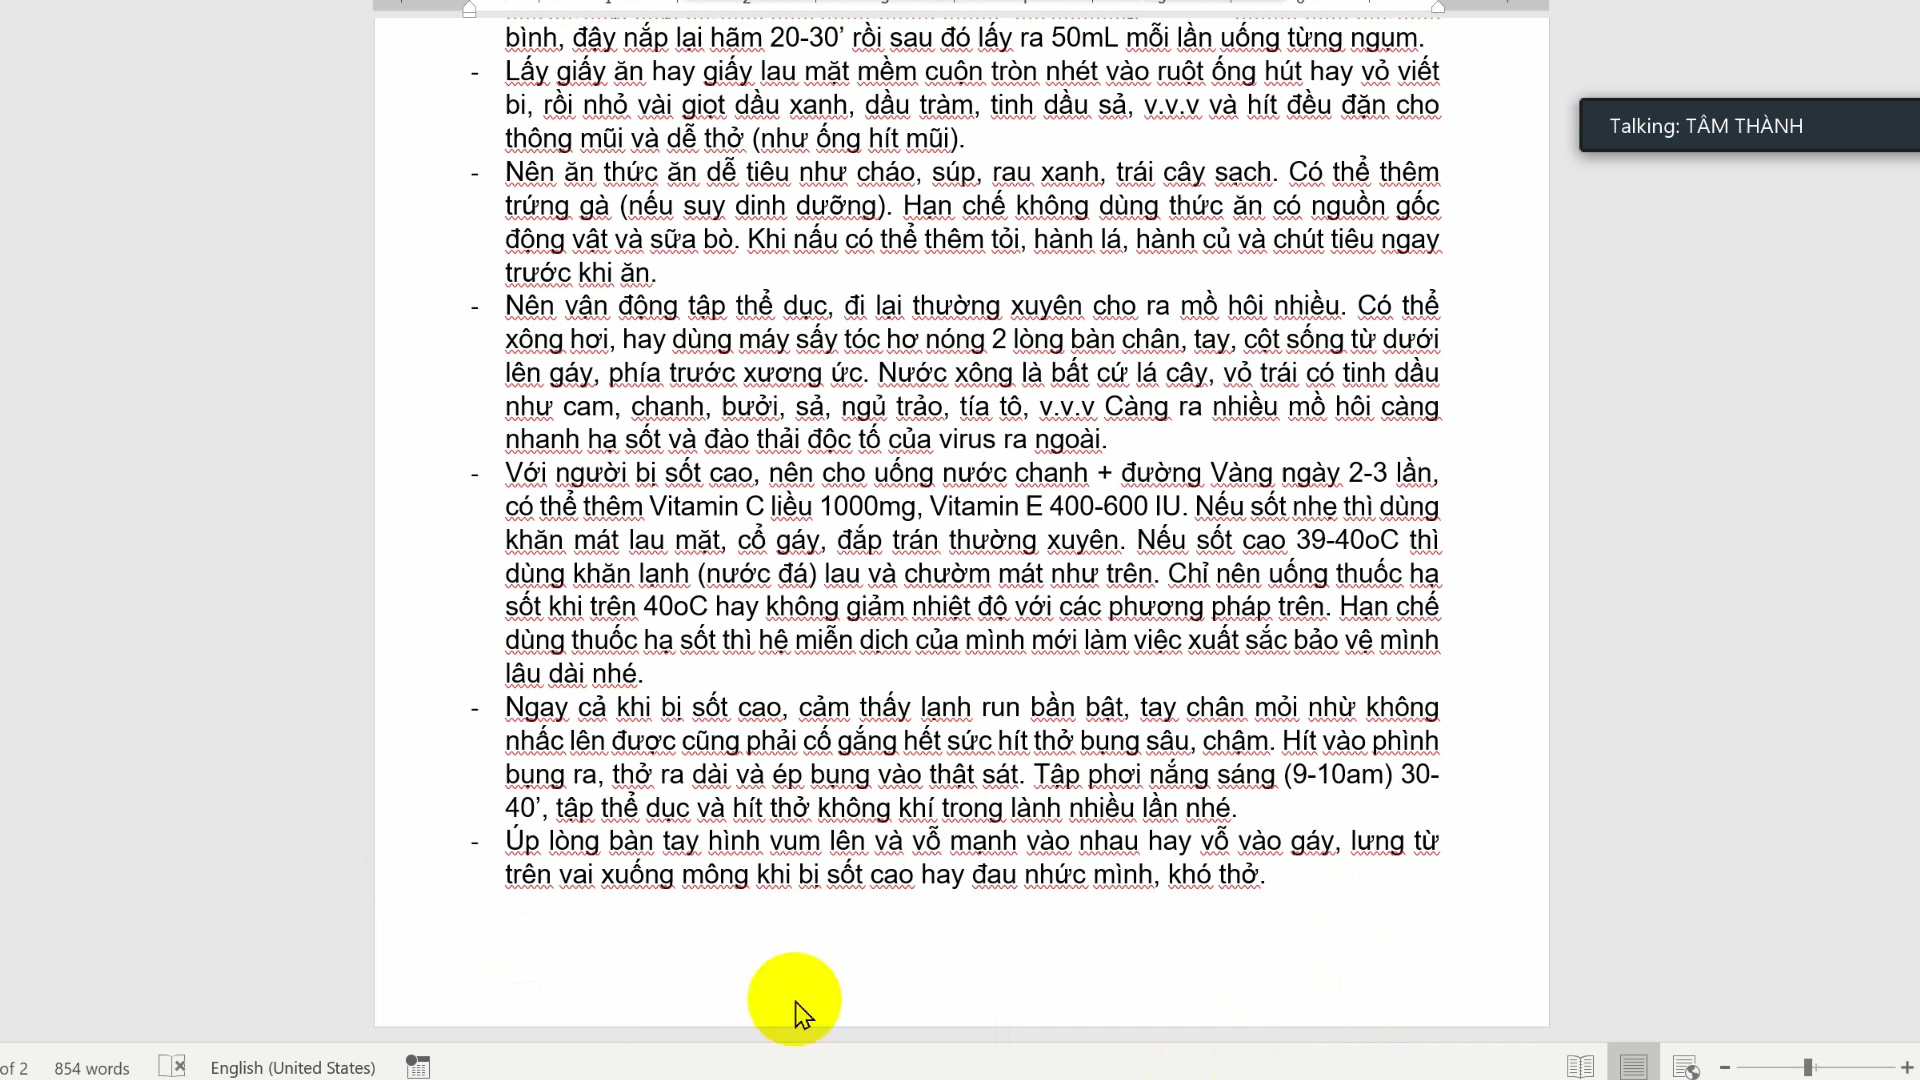 bình, đậy nắp lại hãm 20-30’ rồi sau đó lấy ra 50mL mỗi lần uống từng ngụm.
- Lấy giấy ăn hay giấy lau mặt mềm cuộn tròn nhét vào ruột ống hút hay vỏ viết
bi, rồi nhỏ vài giọt dầu xanh, dầu tràm, tinh dầu sả, v.v.v và hít đều đặn cho
thông mũi và dễ thở (như ống hít mũi).
- Nên ăn thức ăn dễ tiêu như cháo, súp, rau xanh, trái cây sạch. Có thể thêm
trứng gà (nếu suy dinh dưỡng). Hạn chế không dùng thức ăn có nguồn gốc
động vật và sữa bò. Khi nấu có thể thêm tỏi, hành lá, hành củ và chút tiêu ngay
trước khi ăn.
- Nên vận động tập thể dục, đi lại thường xuyên cho ra mồ hôi nhiều. Có thể
xông hơi, hay dùng máy sấy tóc hơ nóng 2 lòng bàn chân, tay, cột sống từ dưới
lên gáy, phía trước xương ức. Nước xông là bất cứ lá cây, vỏ trái có tinh dầu
như cam, chanh, bưởi, sả, ngủ trảo, tía tô, v.v.v Càng ra nhiều mồ hôi càng
nhanh hạ sốt và đào thải độc tố của virus ra ngoài.
- Với người bị sốt cao, nên cho uống nước chanh + đường Vàng ngày 2-3 lần,
có thể thêm Vitamin C liều 1000mg, Vitamin E 400-600 IU. Nếu sốt nhẹ thì dùng
khăn mát lau mặt, cổ gáy, đắp trán thường xuyên. Nếu sốt cao 39-40oC thì
dùng khăn lạnh (nước đá) lau và chườm mát như trên. Chỉ nên uống thuốc hạ
sốt khi trên 40oC hay không giảm nhiệt độ với các phương pháp trên. Hạn chế
dùng thuốc hạ sốt thì hệ miễn dịch của mình mới làm việc xuất sắc bảo vệ mình
lâu dài nhé.
- Ngay cả khi bị sốt cao, cảm thấy lạnh run bần bật, tay chân mỏi nhừ không
nhấc lên được cũng phải cố gắng hết sức hít thở bụng sâu, chậm. Hít vào phình
bụng ra, thở ra dài và ép bụng vào thật sát. Tập phơi nắng sáng (9-10am) 30-
40’, tập thể dục và hít thở không khí trong lành nhiều lần nhé.
- Úp lòng bàn tay hình vum lên và vỗ mạnh vào nhau hay vỗ vào gáy, lưng từ
trên vai xuống mông khi bị sốt cao hay đau nhức mình, khó thở.
Talking: TÂM THÀNH
of 2 854 words English (United States)